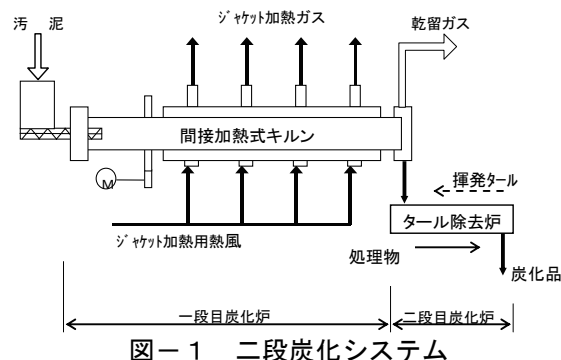 汚　泥
ｼﾞｬｹｯﾄ加熱ガス
乾留ガス
間接加熱式キルン
M
揮発ﾀｰﾙ
タール除去炉
ｼﾞｬｹｯﾄ加熱用熱風
処理物
炭化品
一段目炭化炉
二段目炭化炉
図－１　二段炭化システム